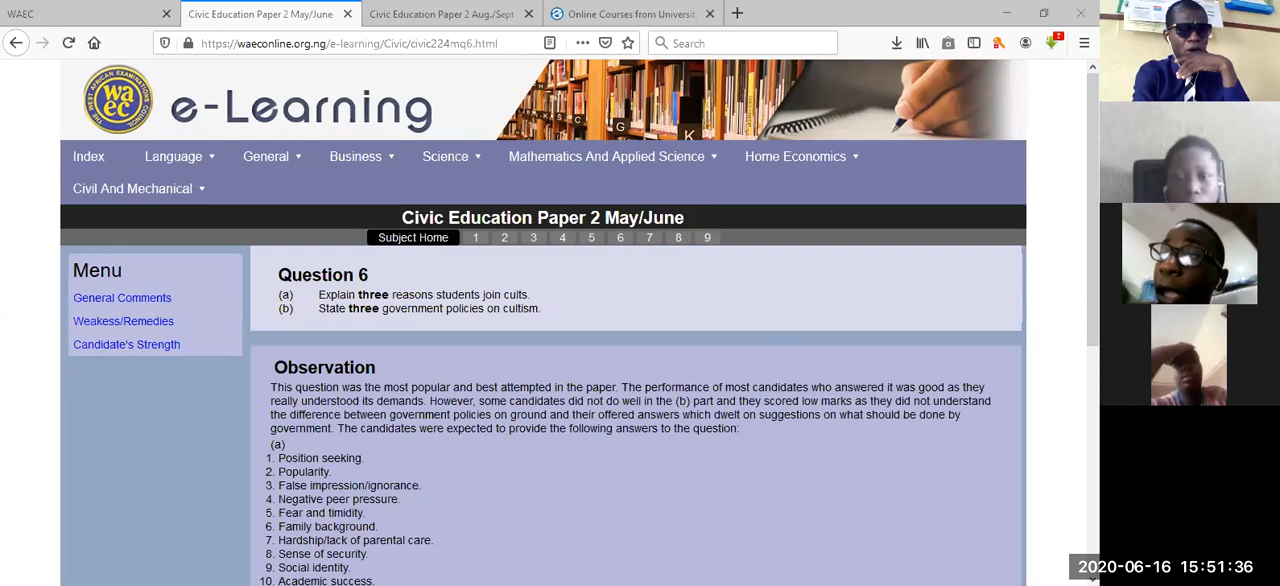 WAEC
Civic Education Paper 2 May/June
Civic Education Paper 2 Aug./Sept
Online Courses from Universit
https://waeconline.org.ng/e-learning/Civic/civic224mq6.html
Search
?
THE WEST AFRICAN EXAMINATIONS COUNCIL
wa
ec
e-Learning
K S C G K
Index Language General Business Science Mathematics And Applied Science Home Economics
Civil And Mechanical
Civic Education Paper 2 May/June
Subject Home 1 2 3 4 5 6 7 8 9
Menu
General Comments
Weakess/Remedies
Candidate's Strength
Question 6
(a) Explain three reasons students join cults.
(b) State three government policies on cultism.
Observation
This question was the most popular and best attempted in the paper. The performance of most candidates who answered it was good as they
really understood its demands. However, some candidates did not do well in the (b) part and they scored low marks as they did not understand
the difference between government policies on ground and their offered answers which dwelt on suggestions on what should be done by
government. The candidates were expected to provide the following answers to the question:
(a)
1. Position seeking.
2. Popularity.
3. False impression/ignorance.
4. Negative peer pressure.
5. Fear and timidity.
6. Family background.
7. Hardship/lack of parental care.
8. Sense of security.
9. Social identity.
10. Academic success.
2020-06-16 15:51:36